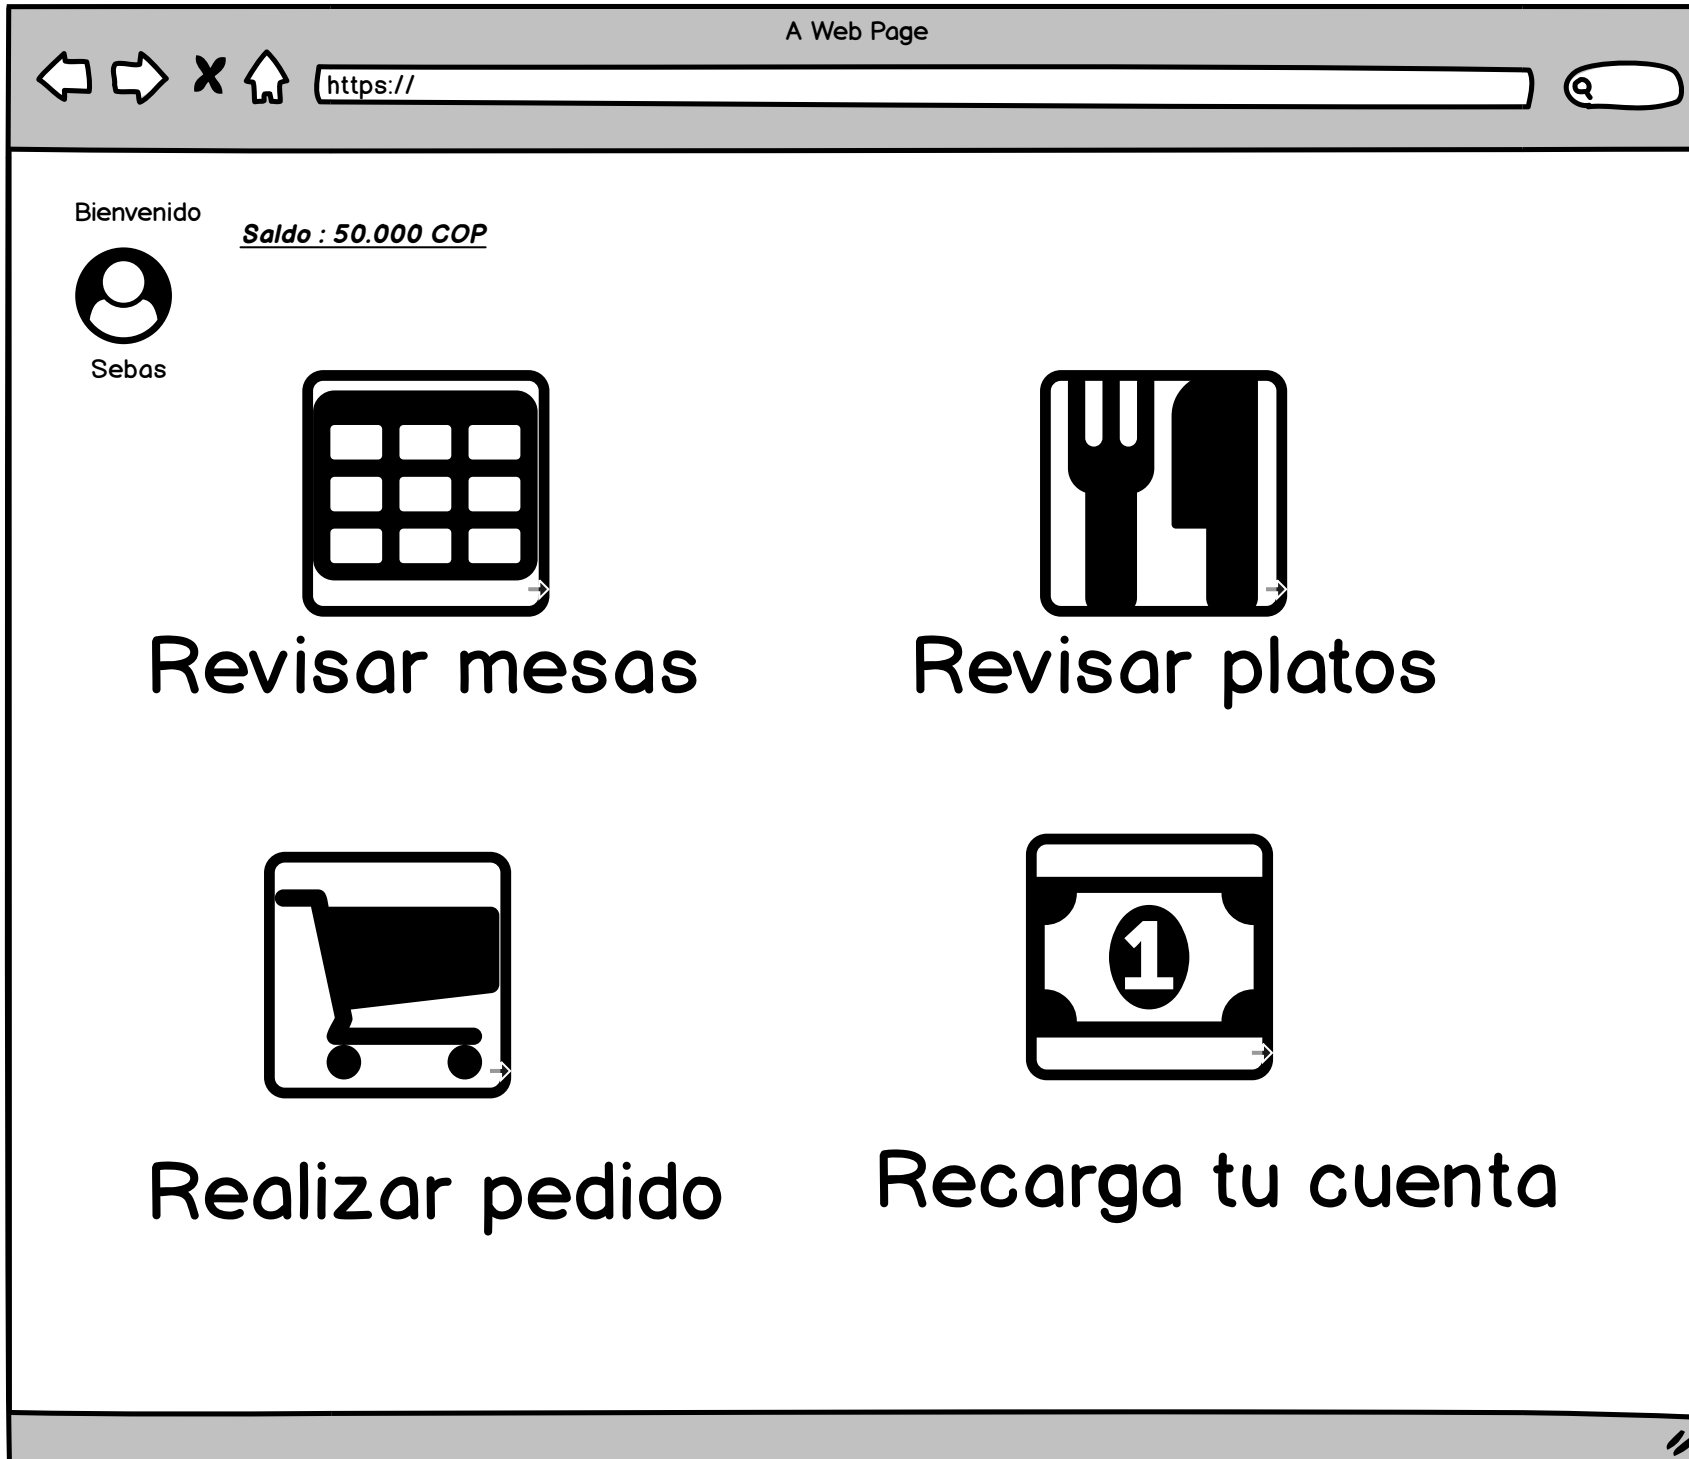 A Web Page
https://
Bienvenido
Saldo : 50.000 COP
Sebas
Revisar mesas
Revisar platos
1
Realizar pedido
Recarga tu cuenta